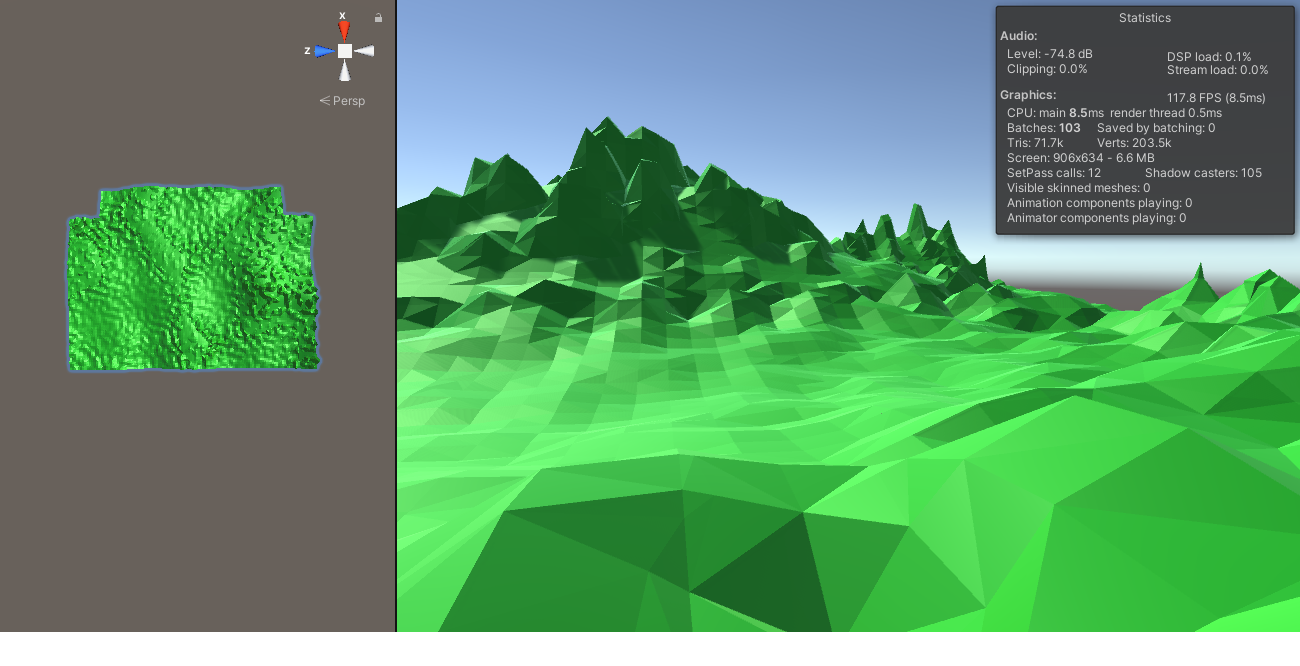 x
z
< Persp
Statistics
Audio:
Level: -74.8 dB DSP load: 0.1%
Clipping: 0.0% Stream load: 0.0%
Graphics: 117.8 FPS (8.5ms)
CPU: main 8.5ms render thread 0.5ms
Batches: 103 Saved by batching: 0
Tris: 71.7k Verts: 203.5k
Screen: 906x634 - 6.6 MB
SetPass calls: 12 Shadow casters: 105
Visible skinned meshes: 0
Animation components playing: 0
Animator components playing: 0